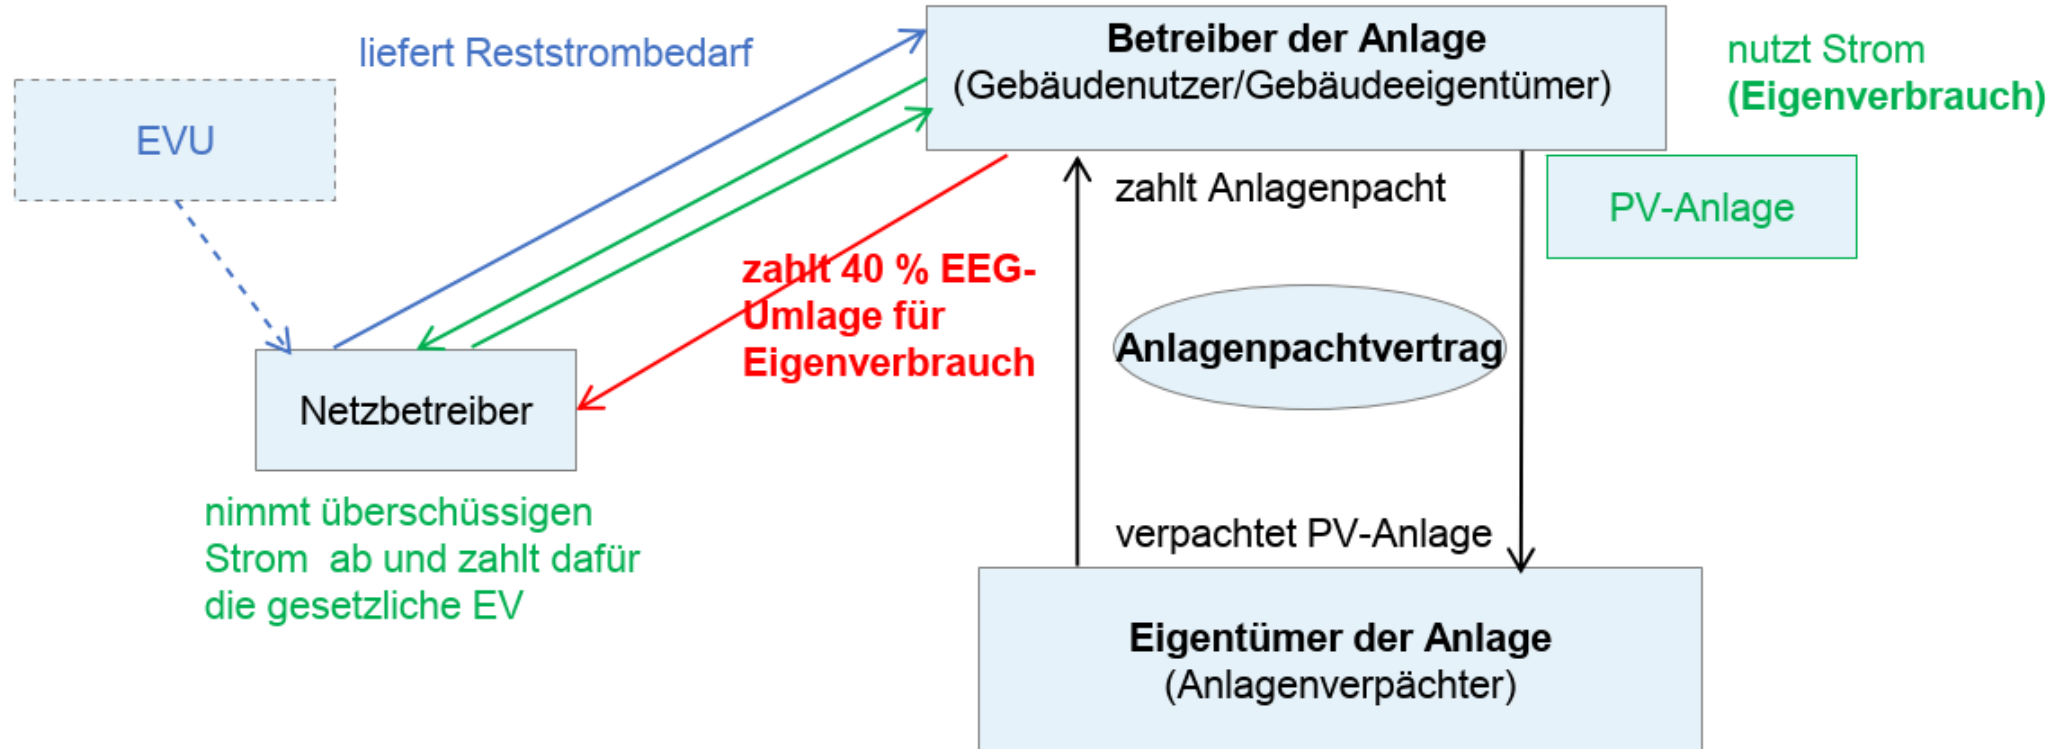 liefert Reststrombedarf
EVU
Betreiber der Anlage
(Gebäudenutzer/Gebäudeeigentümer)
nutzt Strom
(Eigenverbrauch)
PV-Anlage
zahlt Anlagenpacht
zahlt 40 % EEG-
Umlage für
Eigenverbrauch
Anlagenpachtvertrag
Netzbetreiber
nimmt überschüssigen
Strom ab und zahlt dafür
die gesetzliche EV
verpachtet PV-Anlage
Eigentümer der Anlage
(Anlagenverpächter)